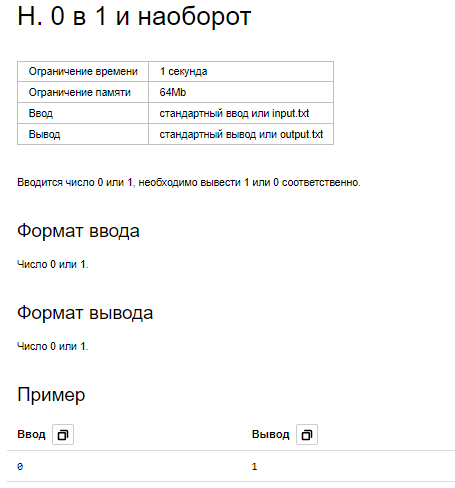 Н. 0 в 1 и наоборот
Ограничение времени 1 секунда
Ограничение памяти 64Mb
Ввод стандартный ввод или input.txt
Вывод стандартный вывод или output.txt
Вводится число 0 или 1, необходимо вывести 1 или 0 соответственно.
Формат ввода
Число 0 или 1.
Формат вывода
Число 0 или 1.
Пример
Ввод Вывод
0 1